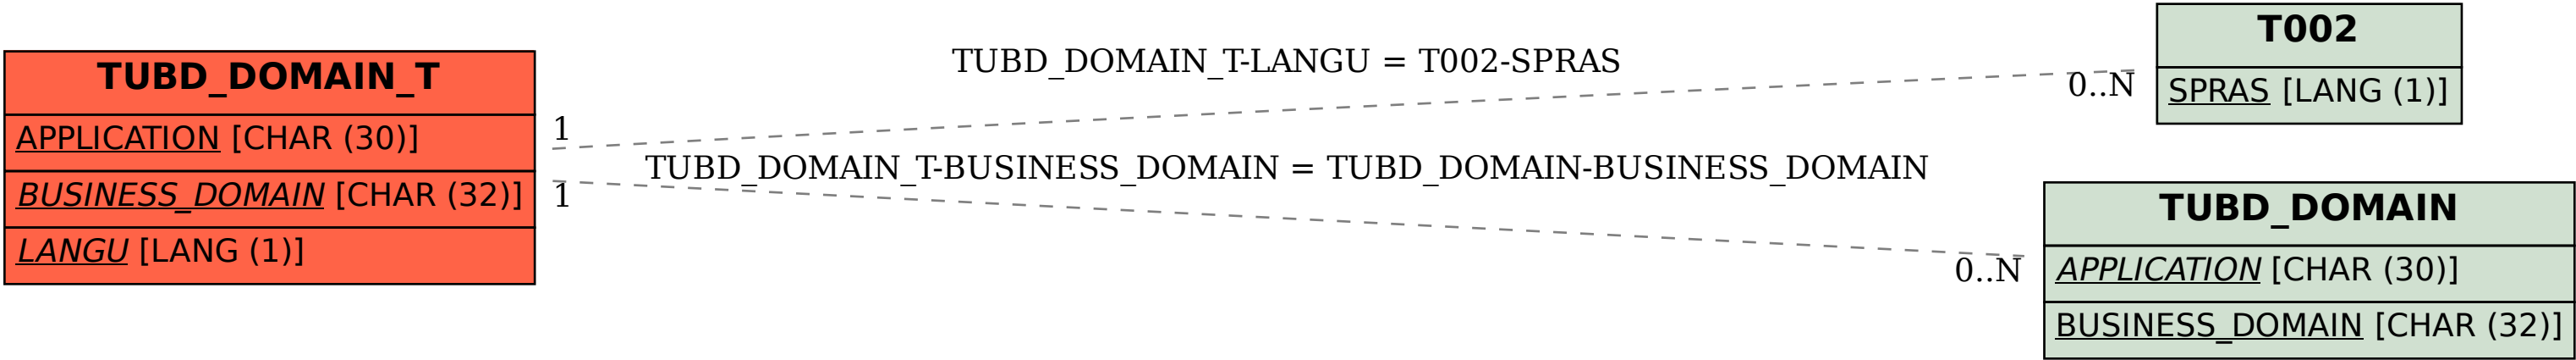 TUBD_DOMAIN_T
APPLICATION [CHAR (30)]
BUSINESS_DOMAIN [CHAR (32)]
LANGU [LANG (1)]
TUBD_DOMAIN_T-LANGU = T002-SPRAS
1
0..N
TUBD_DOMAIN_T-BUSINESS_DOMAIN = TUBD_DOMAIN-BUSINESS_DOMAIN
1
0..N
T002
SPRAS [LANG (1)]
TUBD_DOMAIN
APPLICATION [CHAR (30)]
BUSINESS_DOMAIN [CHAR (32)]